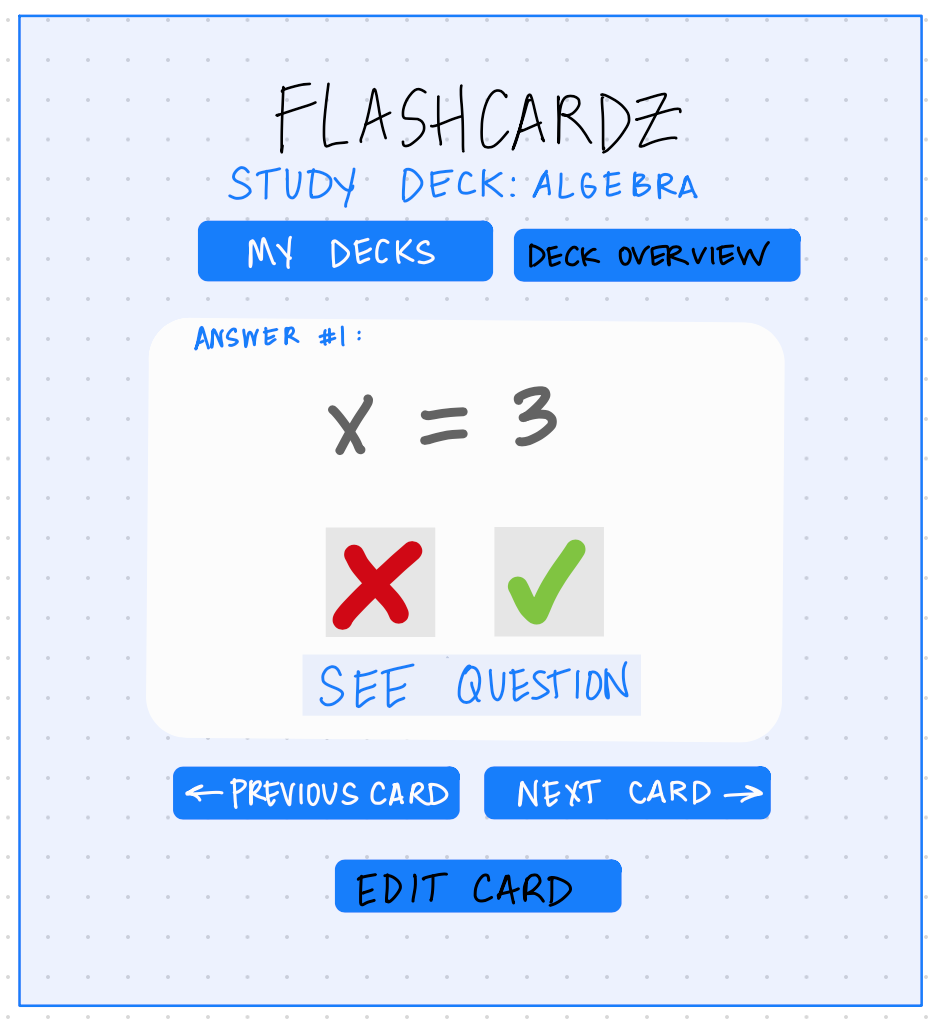 FLASHCARDZ
STUDY DECK: ALGEBRA
MY DECKS
DECK OVERVIEW
ANSWER #1:
x = 3
SEE QUESTION
← PREVIOUS CARD
NEXT CARD →
EDIT CARD